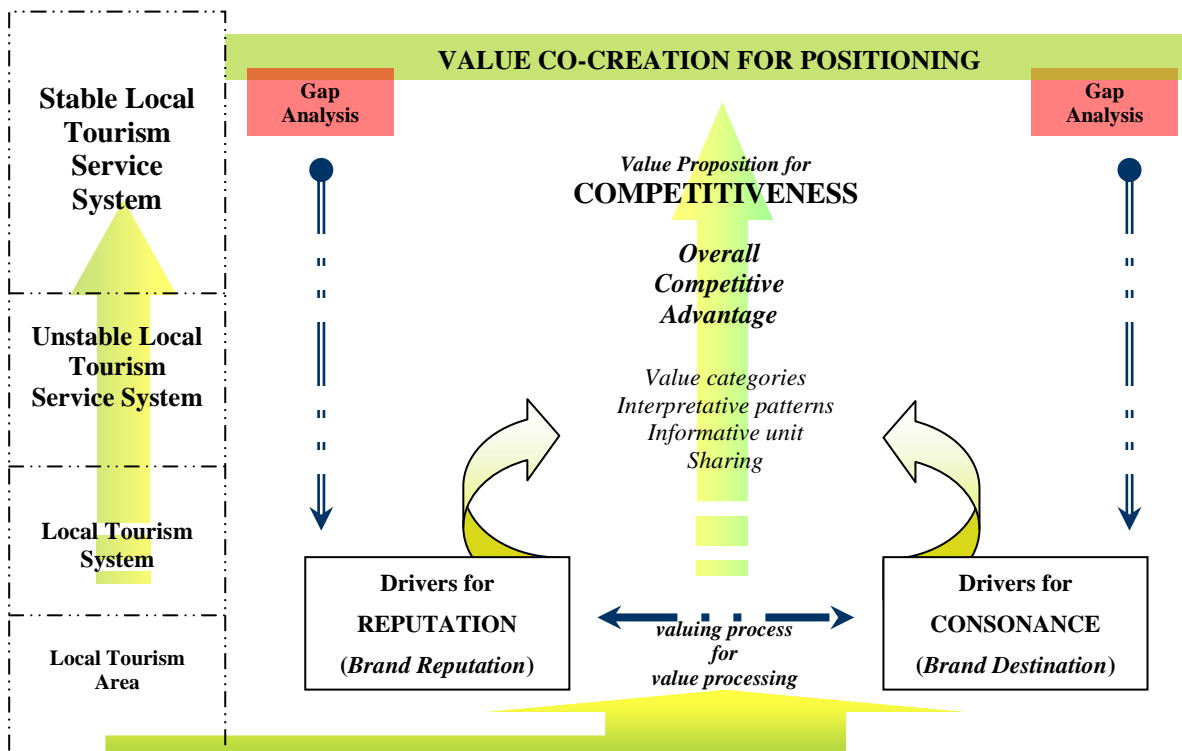 VALUE CO-CREATION FOR POSITIONING
Stable Local
Tourism
Service
System
Unstable Local
Tourism
Service System
Local Tourism
System
Local Tourism
Area
Gap
Analysis
Gap
Analysis
Value Proposition for
COMPETITIVENESS
Overall
Competitive
Advantage
Value categories
Interpretative patterns
Informative unit
Sharing
Drivers for
REPUTATION
(Brand Reputation)
valuing process
for
value processing
Drivers for
CONSONANCE
(Brand Destination)